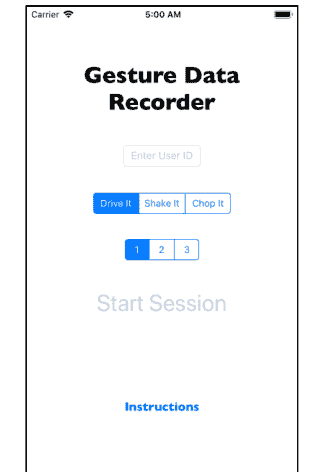 Carrier 5:00 AM
Gesture Data
Recorder
Enter User ID
Drive It Shake It Chop It
1 2 3
Start Session
Instructions